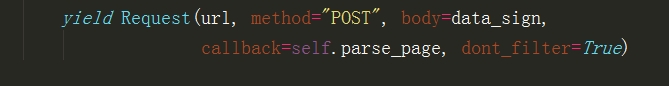 yield Request(url, method="POST", body=data_sign,
callback=self.parse_page, dont_filter=True)